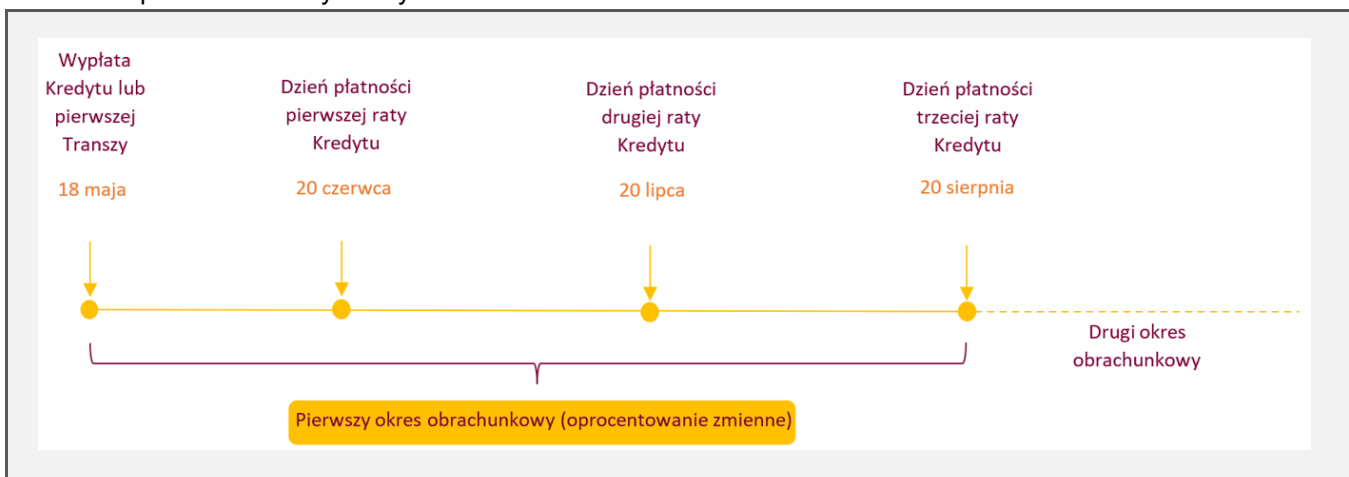 Wypłata
Kredytu lub
pierwszej
Transzy
18 maja
Dzień płatności
pierwszej raty
Kredytu
20 czerwca
Dzień płatności
drugiej raty
Kredytu
20 lipca
Dzień płatności
trzeciej raty
Kredytu
20 sierpnia
Drugi okres
obrachunkowy
Pierwszy okres obrachunkowy (oprocentowanie zmienne)